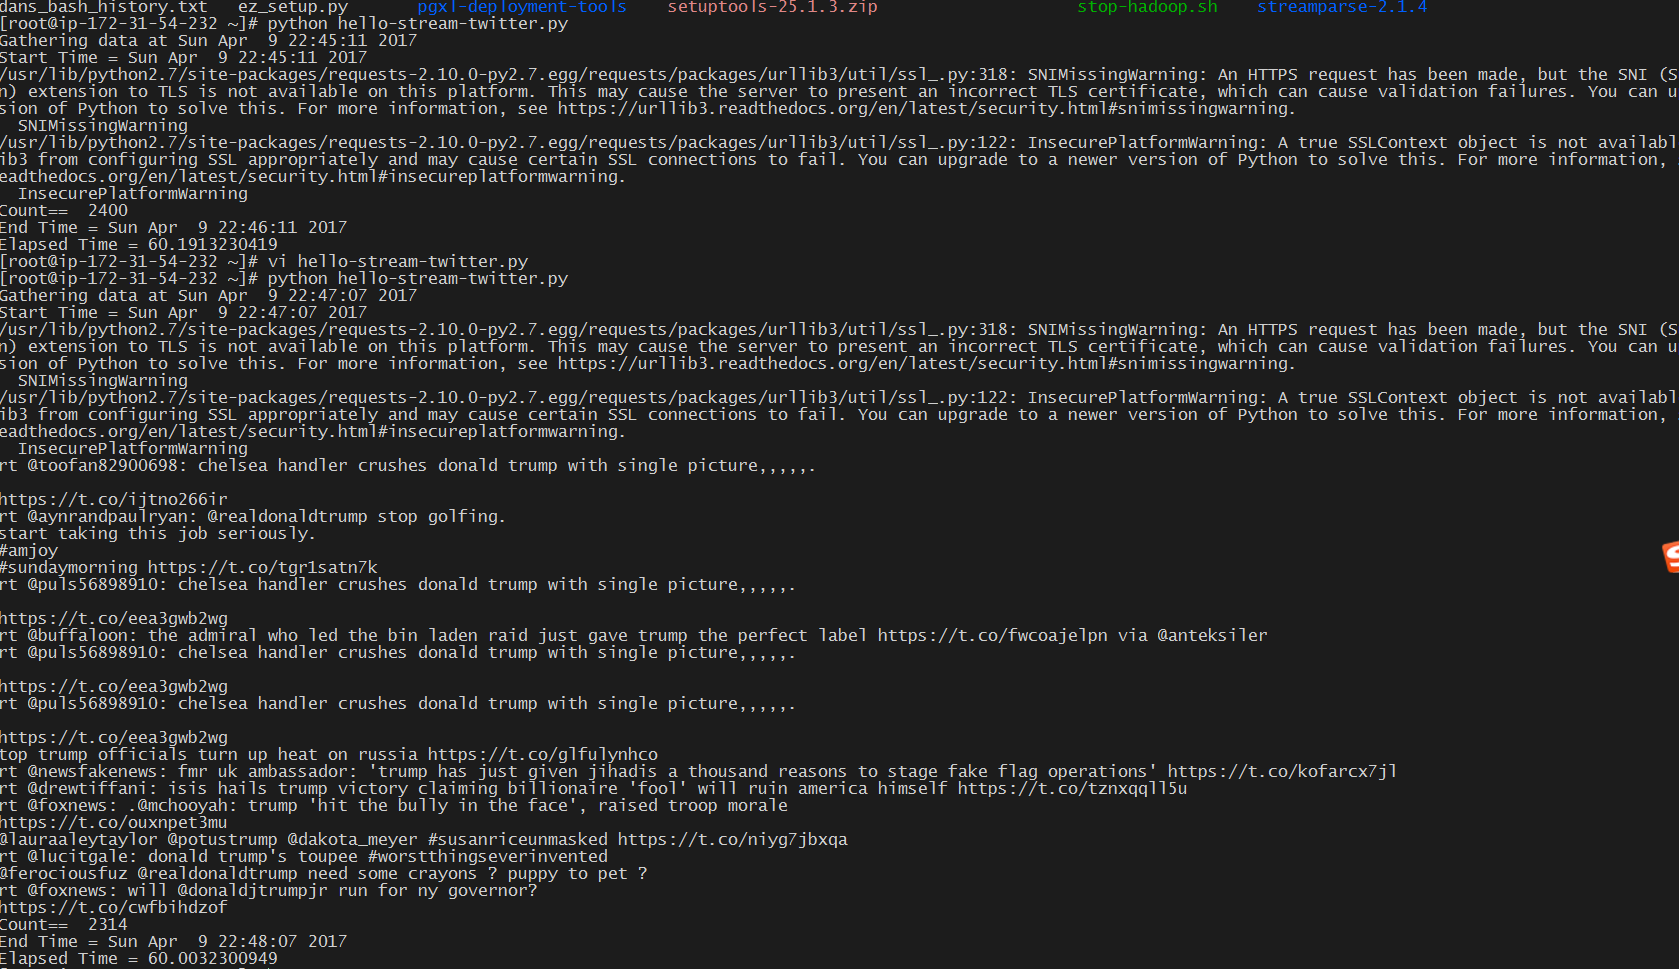 dans_bash_history.txt   ez_setup.py       pgxl-deployment-tools    setuptools-25.1.3.zip                    stop-hadoop.sh    streamparse-2.1.4
[root@ip-172-31-54-232 ~]# python hello-stream-twitter.py
Gathering data at Sun Apr  9 22:45:11 2017
Start Time = Sun Apr  9 22:45:11 2017
/usr/lib/python2.7/site-packages/requests-2.10.0-py2.7.egg/requests/packages/urllib3/util/ssl_.py:318: SNIMissingWarning: An HTTPS request has been made, but the SNI (S
n) extension to TLS is not available on this platform. This may cause the server to present an incorrect TLS certificate, which can cause validation failures. You can u
sion of Python to solve this. For more information, see https://urllib3.readthedocs.org/en/latest/security.html#snimissingwarning.
  SNIMissingWarning
/usr/lib/python2.7/site-packages/requests-2.10.0-py2.7.egg/requests/packages/urllib3/util/ssl_.py:122: InsecurePlatformWarning: A true SSLContext object is not availabl
ib3 from configuring SSL appropriately and may cause certain SSL connections to fail. You can upgrade to a newer version of Python to solve this. For more information,
eadthedocs.org/en/latest/security.html#insecureplatformwarning.
  InsecurePlatformWarning
Count==  2400
End Time = Sun Apr  9 22:46:11 2017
Elapsed Time = 60.1913230419
[root@ip-172-31-54-232 ~]# vi hello-stream-twitter.py
[root@ip-172-31-54-232 ~]# python hello-stream-twitter.py
Gathering data at Sun Apr  9 22:47:07 2017
Start Time = Sun Apr  9 22:47:07 2017
/usr/lib/python2.7/site-packages/requests-2.10.0-py2.7.egg/requests/packages/urllib3/util/ssl_.py:318: SNIMissingWarning: An HTTPS request has been made, but the SNI (S
n) extension to TLS is not available on this platform. This may cause the server to present an incorrect TLS certificate, which can cause validation failures. You can u
sion of Python to solve this. For more information, see https://urllib3.readthedocs.org/en/latest/security.html#snimissingwarning.
  SNIMissingWarning
/usr/lib/python2.7/site-packages/requests-2.10.0-py2.7.egg/requests/packages/urllib3/util/ssl_.py:122: InsecurePlatformWarning: A true SSLContext object is not availabl
ib3 from configuring SSL appropriately and may cause certain SSL connections to fail. You can upgrade to a newer version of Python to solve this. For more information,
eadthedocs.org/en/latest/security.html#insecureplatformwarning.
  InsecurePlatformWarning
rt @toofan82900698: chelsea handler crushes donald trump with single picture,,,,,.

https://t.co/ijtno266ir
rt @aynrandpaulryan: @realdonaldtrump stop golfing.
start taking this job seriously.
#amjoy
#sundaymorning https://t.co/tgr1satn7k
rt @puls56898910: chelsea handler crushes donald trump with single picture,,,,,.

https://t.co/eea3gwb2wg
rt @buffaloon: the admiral who led the bin laden raid just gave trump the perfect label https://t.co/fwcoajelpn via @anteksiler
rt @puls56898910: chelsea handler crushes donald trump with single picture,,,,,.

https://t.co/eea3gwb2wg
rt @puls56898910: chelsea handler crushes donald trump with single picture,,,,,.

https://t.co/eea3gwb2wg
top trump officials turn up heat on russia https://t.co/glfulynhco
rt @newsfakenews: fmr uk ambassador: 'trump has just given jihadis a thousand reasons to stage fake flag operations' https://t.co/kofarcx7jl
rt @drewtiffani: isis hails trump victory claiming billionaire 'fool' will ruin america himself https://t.co/tznxqqll5u
rt @foxnews: .@mchooyah: trump 'hit the bully in the face', raised troop morale
https://t.co/ouxnpet3mu
@lauraaleytaylor @potustrump @dakota_meyer #susanriceunmasked https://t.co/niyg7jbxqa
rt @lucitgale: donald trump's toupee #worstthingseverinvented
@ferociousfuz @realdonaldtrump need some crayons ? puppy to pet ?
rt @foxnews: will @donaldjtrumpjr run for ny governor?
https://t.co/cwfbihdzof
Count==  2314
End Time = Sun Apr  9 22:48:07 2017
Elapsed Time = 60.0032300949